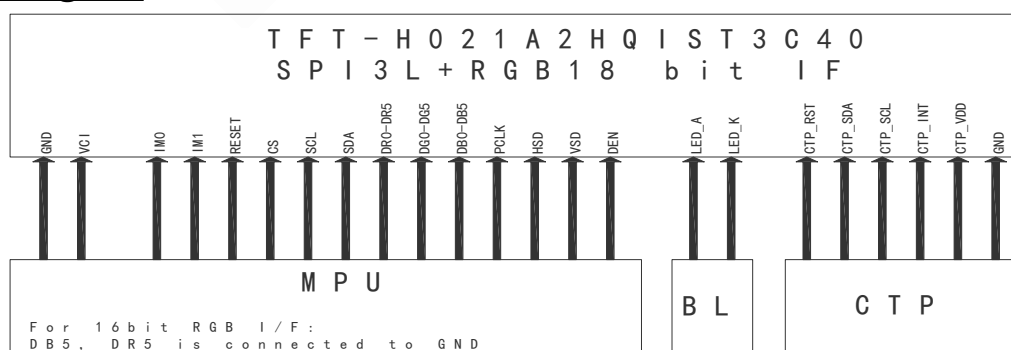 TFT-H021A2HQIST3C40
SPI3L+RGB18 bit IF
GND
VCI
IM0
IM1
RESET
CS
SCL
SDA
DR0-DR5
DG0-DG5
DB0-DB5
PCLK
HSD
VSD
DEN
LED_A
LED_K
CTP_RST
CTP_SDA
CTP_SCL
CTP_INT
CTP_VDD
GND
MPU
BL
CTP
For 16bit RGB I/F:
DB5, DR5 is connected to GND